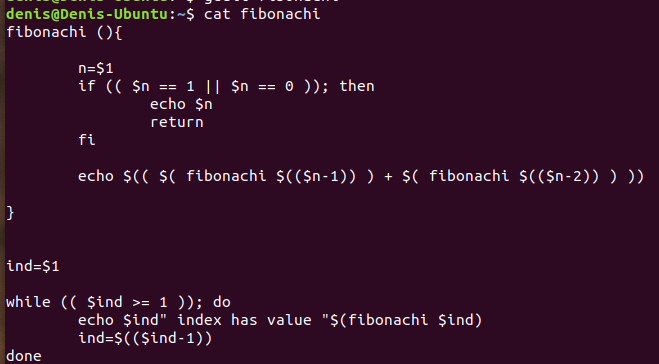 denis@Denis-Ubuntu:~$ cat fibonachi
fibonachi (){
n=$1
if (( $n == 1 || $n == 0 )); then
echo $n
return
fi
echo $(( $( fibonachi $(($n-1)) ) + $( fibonachi $(($n-2)) ) ))
}
ind=$1
while (( $ind >= 1 )); do
echo $ind" index has value "$(fibonachi $ind)
ind=$(($ind-1))
done